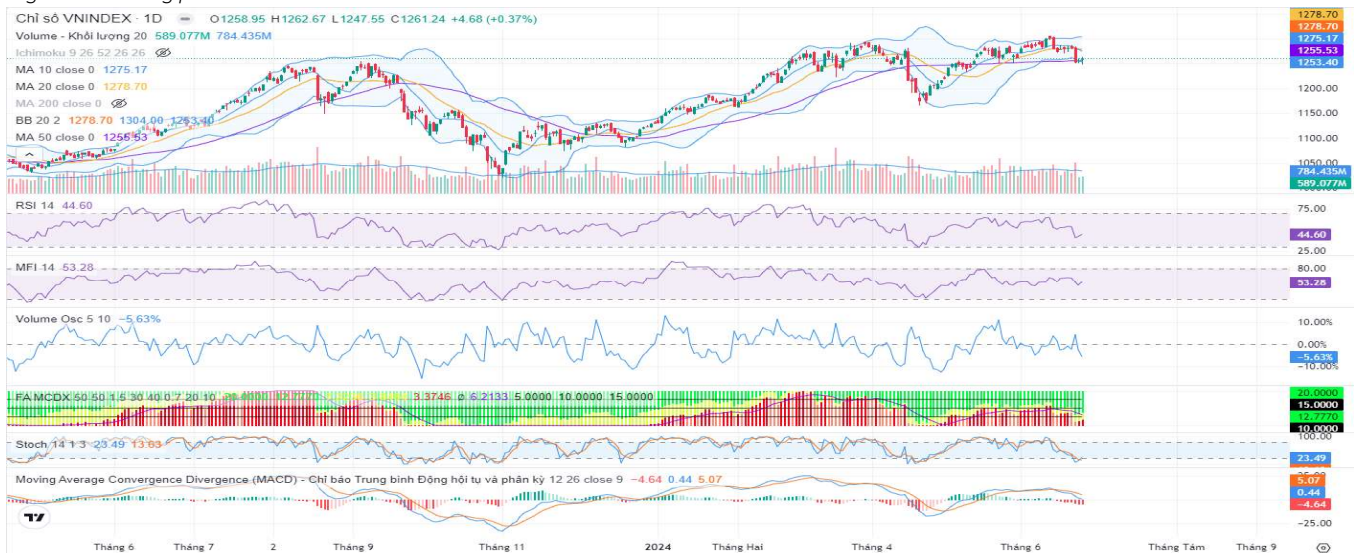 Chỉ số VNINDEX · 1D O1258.95 H1262.67 L1247.55 C1261.24 +4.68 (+0.37%)
Volume - Khối lượng 20 589.077M 784.435M
Ichimoku 9 26 52 26 26
MA 10 close 0 1275.17
MA 20 close 0 1278.70
MA 200 close 0
BB 20 2 1278.70 1304.00 1253.40
MA 50 close 0 1255.53
1278.70
1278.70
1275.17
1255.53
1253.40
1200.00
1150.00
1100.00
1050.00
784.435M
589.077M
RSI 14 44.60
75.00
44.60
25.00
MFI 14 53.28
80.00
53.28
Volume Osc 5 10 −5.63%
10.00%
0.00%
−5.63%
−10.00%
FA MCDX 50 50 1.5 30 40 0.7 20 10 20.0000 12.7770 3.3746 ø 6.2133 5.0000 10.0000 15.0000
20.0000
15.0000
12.7770
10.0000
Stoch 14 1 3 23.49 13.63
100.00
23.49
Moving Average Convergence Divergence (MACD) - Chỉ báo Trung bình Động hội tụ và phân kỳ 12 26 close 9 −4.64 0.44 5.07
5.07
0.44
−4.64
−25.00
Tháng 6 Tháng 7 2 Tháng 9 Tháng 11 2024 Tháng Hai Tháng 4 Tháng 6 Tháng Tám Tháng 9